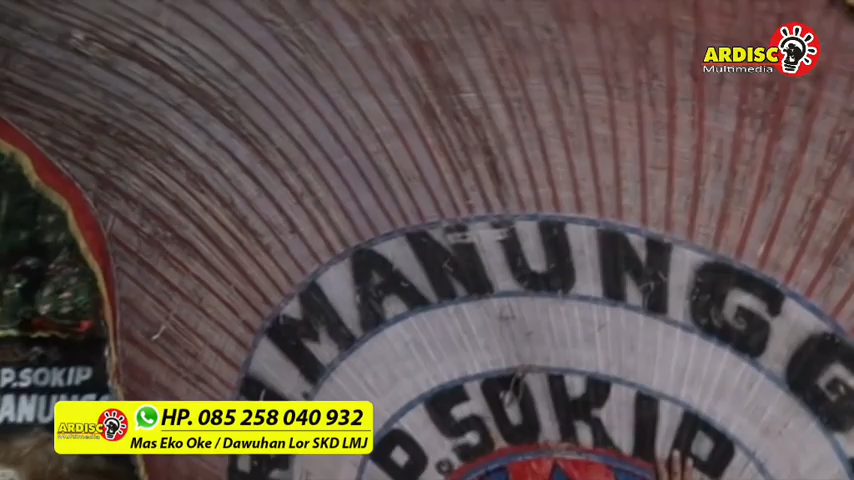 ARDISC
Multimedia
MANUNGG
P.SOKIP
P.SOKIP
ANUNGG
ARDISC
Multimedia
HP. 085 258 040 932
Mas Eko Oke / Dawuhan Lor SKD LMJ